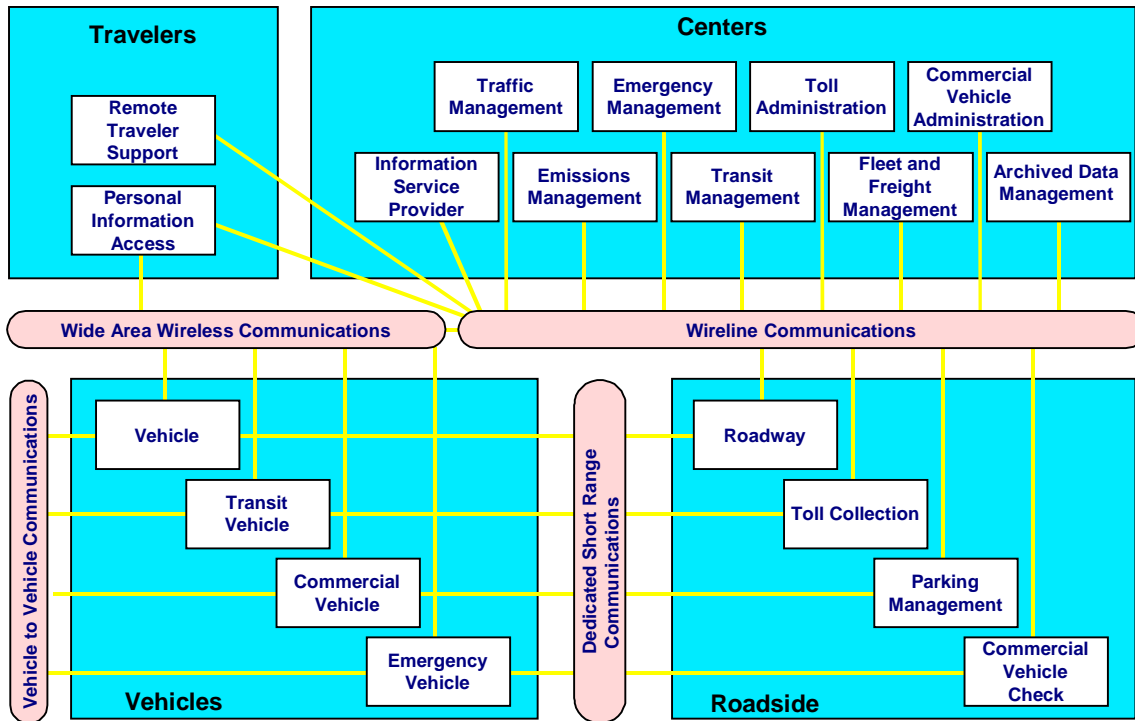 Travelers
Remote
Traveler
Support
Personal
Information
Access
Centers
Traffic
Management
Emergency
Management
Toll
Administration
Commercial
Vehicle
Administration
Information
Service
Provider
Emissions
Management
Transit
Management
Fleet and
Freight
Management
Archived Data
Management
Wide Area Wireless Communications
Wireline Communications
Vehicle to Vehicle Communications
Vehicle
Transit
Vehicle
Commercial
Vehicle
Emergency
Vehicle
Vehicles
Dedicated Short Range
Communications
Roadway
Toll Collection
Parking
Management
Commercial
Vehicle
Check
Roadside